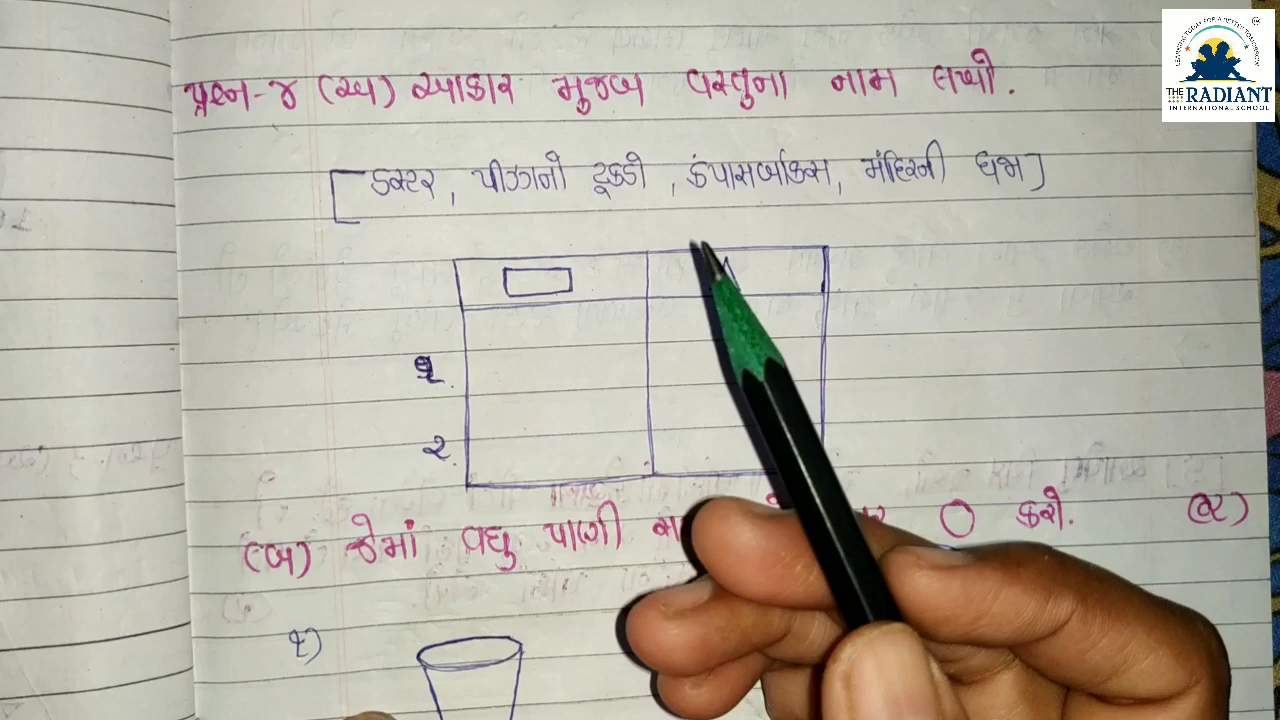 પ્રશ્ન-૪ (અ) આકાર મુજબ વસ્તુના નામ લખો.
[ડસ્ટર, પીઝાનો ટૂકડો, કંપાસબોક્સ, મંદિરની ધજા]
૧.
૨.
(બ) જેમાં વધુ પાણી ○ કરો. (૨)
૧)
THE RADIANT
INTERNATIONAL SCHOOL